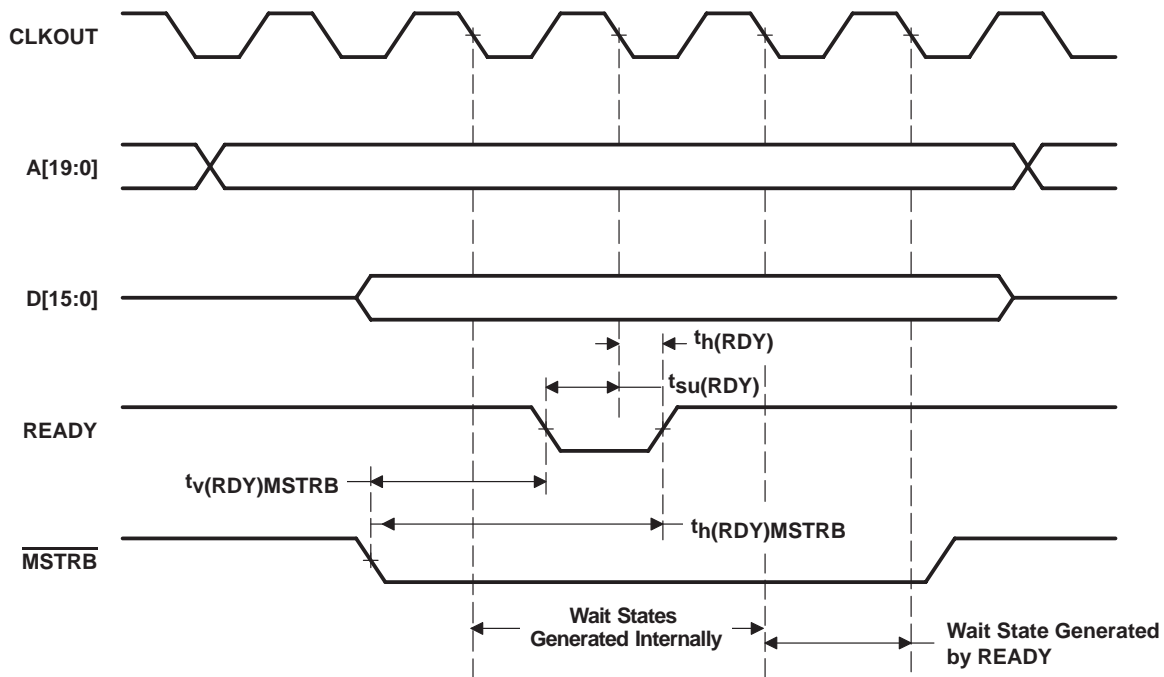 CLKOUT
A[19:0]
D[15:0]
th(RDY)
tsu(RDY)
READY
tv(RDY)MSTRB
th(RDY)MSTRB
MSTRB
Wait States
Generated Internally
Wait State Generated
by READY